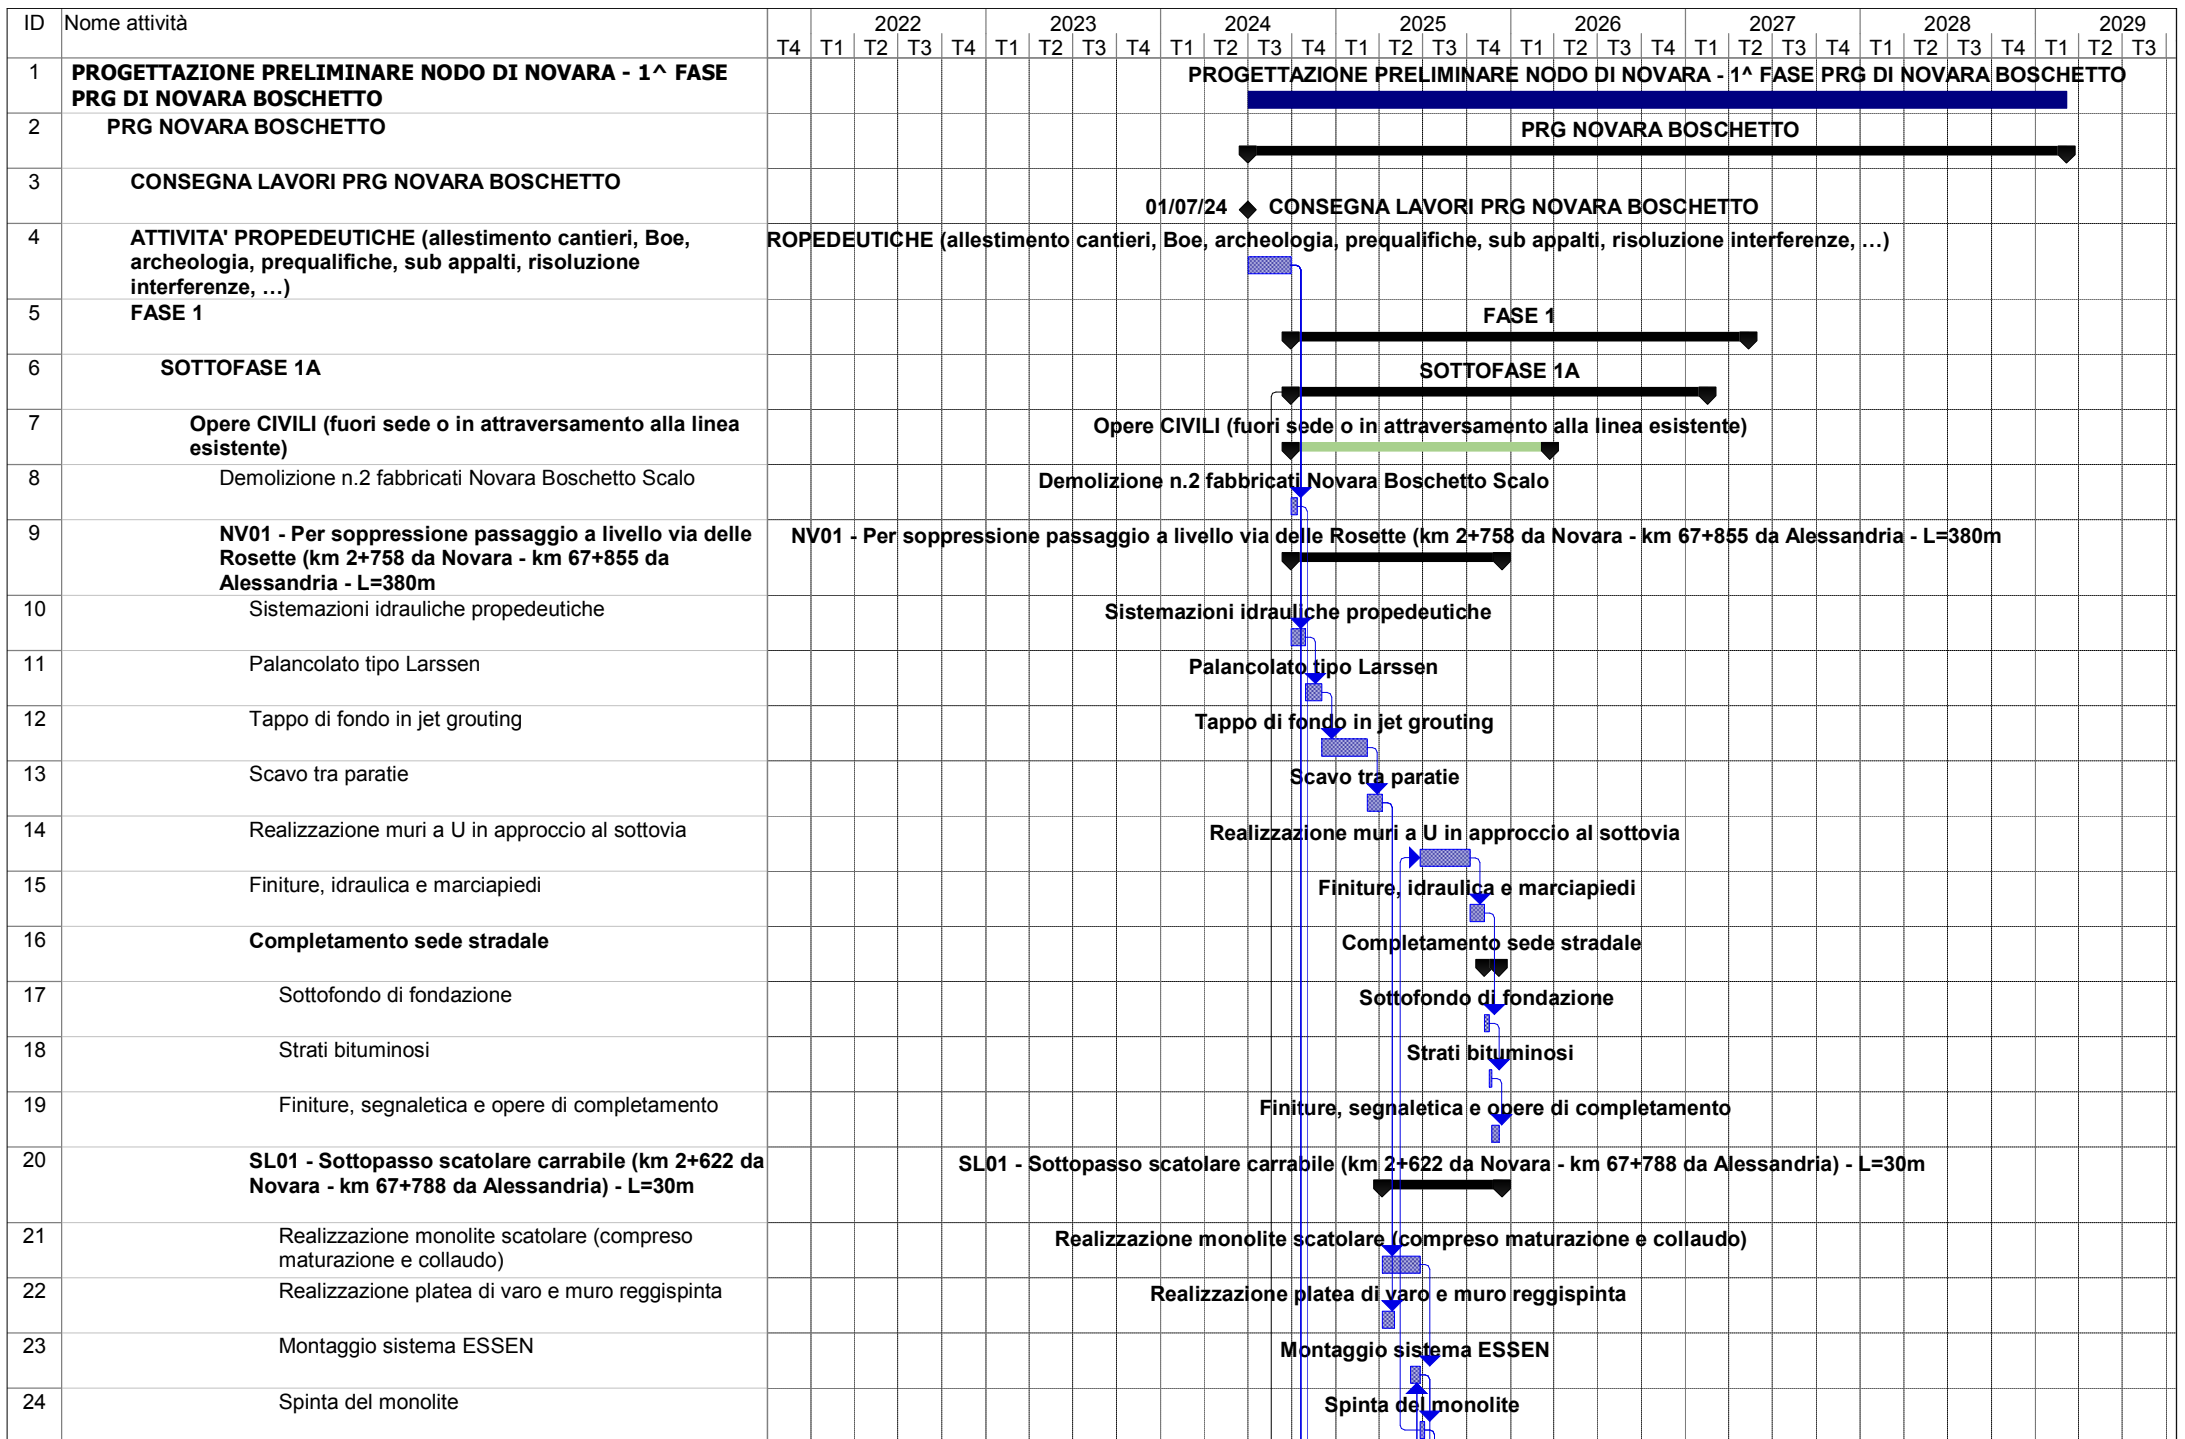 ID Nome attività 2022 2023 2024 2025 2026 2027 2028 2029
T4 T1 T2 T3 T4 T1 T2 T3 T4 T1 T2 T3 T4 T1 T2 T3 T4 T1 T2 T3 T4 T1 T2 T3 T4 T1 T2 T3 T4 T1 T2 T3
1 PROGETTAZIONE PRELIMINARE NODO DI NOVARA - 1^ FASE
PRG DI NOVARA BOSCHETTO
PROGETTAZIONE PRELIMINARE NODO DI NOVARA - 1^ FASE PRG DI NOVARA BOSCHETTO
2 PRG NOVARA BOSCHETTO
PRG NOVARA BOSCHETTO
3 CONSEGNA LAVORI PRG NOVARA BOSCHETTO
01/07/24 CONSEGNA LAVORI PRG NOVARA BOSCHETTO
4 ATTIVITA' PROPEDEUTICHE (allestimento cantieri, Boe,
archeologia, prequalifiche, sub appalti, risoluzione
interferenze, …)
ROPEDEUTICHE (allestimento cantieri, Boe, archeologia, prequalifiche, sub appalti, risoluzione interferenze, …)
5 FASE 1
FASE 1
6 SOTTOFASE 1A
SOTTOFASE 1A
7 Opere CIVILI (fuori sede o in attraversamento alla linea
esistente)
Opere CIVILI (fuori sede o in attraversamento alla linea esistente)
8 Demolizione n.2 fabbricati Novara Boschetto Scalo
Demolizione n.2 fabbricati Novara Boschetto Scalo
9 NV01 - Per soppressione passaggio a livello via delle
Rosette (km 2+758 da Novara - km 67+855 da
Alessandria - L=380m
NV01 - Per soppressione passaggio a livello via delle Rosette (km 2+758 da Novara - km 67+855 da Alessandria - L=380m
10 Sistemazioni idrauliche propedeutiche
Sistemazioni idrauliche propedeutiche
11 Palancolato tipo Larssen
Palancolato tipo Larssen
12 Tappo di fondo in jet grouting
Tappo di fondo in jet grouting
13 Scavo tra paratie
Scavo tra paratie
14 Realizzazione muri a U in approccio al sottovia
Realizzazione muri a U in approccio al sottovia
15 Finiture, idraulica e marciapiedi
Finiture, idraulica e marciapiedi
16 Completamento sede stradale
Completamento sede stradale
17 Sottofondo di fondazione
Sottofondo di fondazione
18 Strati bituminosi
Strati bituminosi
19 Finiture, segnaletica e opere di completamento
Finiture, segnaletica e opere di completamento
20 SL01 - Sottopasso scatolare carrabile (km 2+622 da
Novara - km 67+788 da Alessandria) - L=30m
SL01 - Sottopasso scatolare carrabile (km 2+622 da Novara - km 67+788 da Alessandria) - L=30m
21 Realizzazione monolite scatolare (compreso
maturazione e collaudo)
Realizzazione monolite scatolare (compreso maturazione e collaudo)
22 Realizzazione platea di varo e muro reggispinta
Realizzazione platea di varo e muro reggispinta
23 Montaggio sistema ESSEN
Montaggio sistema ESSEN
24 Spinta del monolite
Spinta del monolite